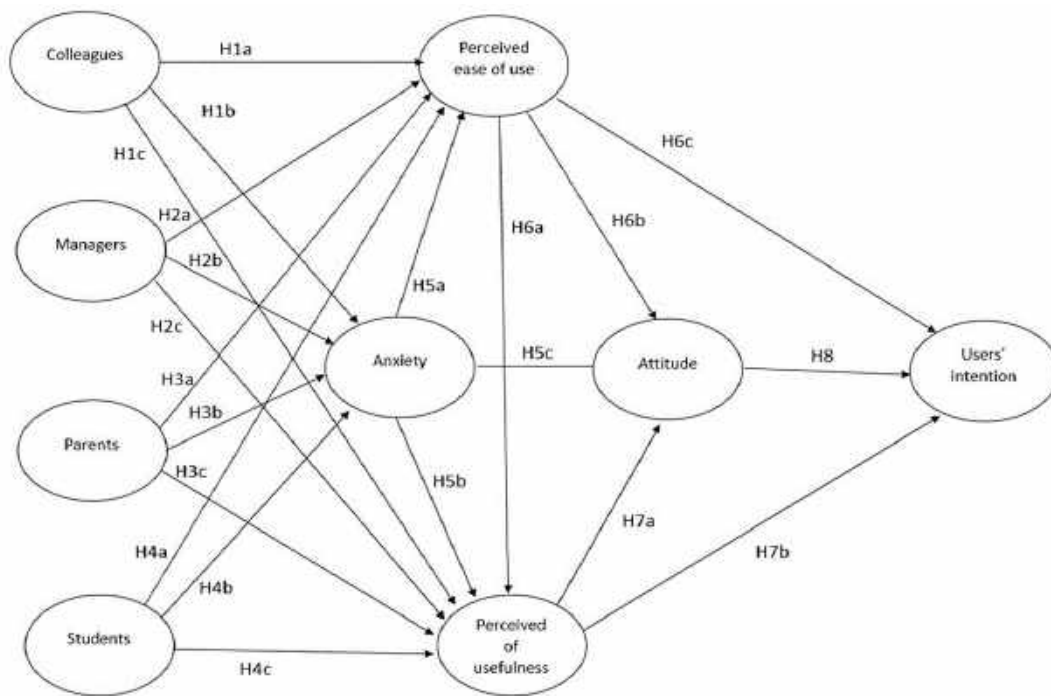 Colleagues
H1a
Perceived
ease of use
H1b
H6c
H1c
Managers
H2a
H6a
H6b
H2b
H5a
H2c
Anxiety
H5c
Attitude
H8
Users'
intention
H3a
H3b
Parents
H3c
H5b
H7a
H4a
H7b
H4b
Students
Perceived
of
usefulness
H4c